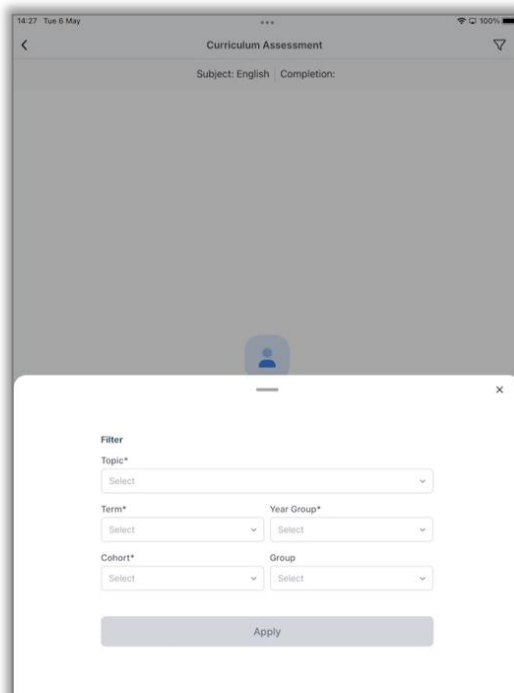 14:27 Tue 6 May
100%
Curriculum Assessment
Subject: English | Completion:
Filter
Topic*
Select
Term* Year Group*
Select Select
Cohort* Group
Select Select
Apply